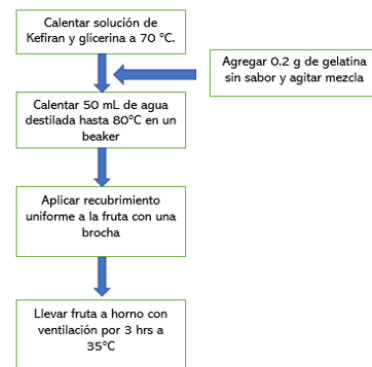 Calentar solución de
Kefiran y glicerina a 70 °C.
Agregar 0.2 g de gelatina
sin sabor y agitar mezcla
Calentar 50 mL de agua
destilada hasta 80°C en un
beaker
Aplicar recubrimiento
uniforme a la fruta con una
brocha
Llevar fruta a horno con
ventilación por 3 hrs a
35°C